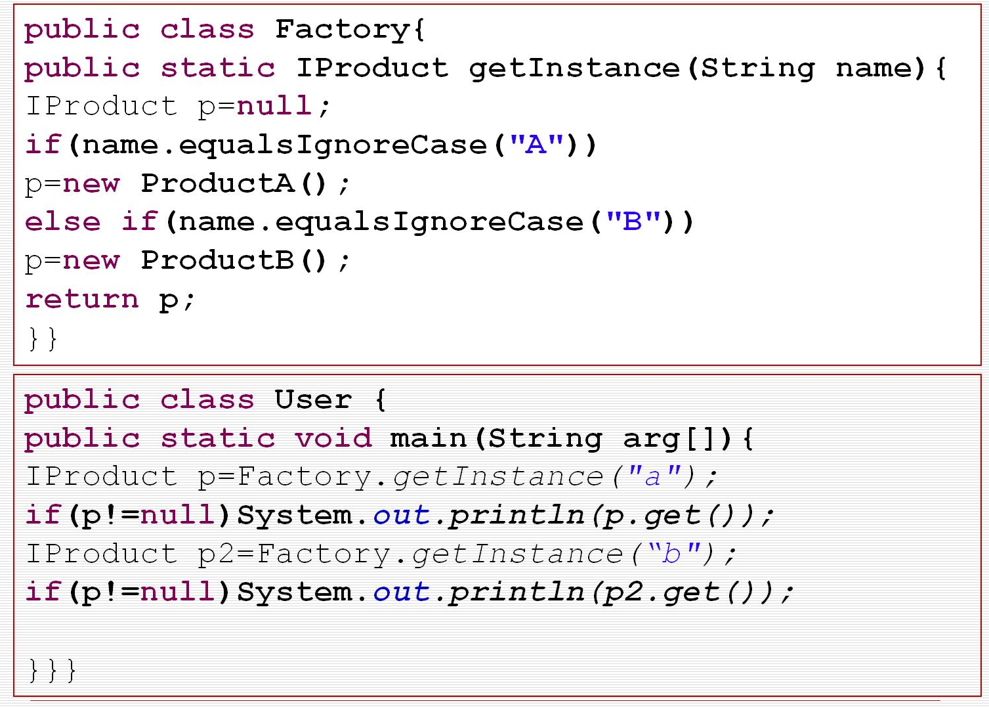 public class Factory{
public static IProduct getInstance(String name){
IProduct p=null;
if(name.equalsIgnoreCase("A"))
p=new ProductA();
else if(name.equalsIgnoreCase("B"))
p=new ProductB();
return p;
}}
public class User {
public static void main(String arg[]){
IProduct p=Factory.getInstance("a");
if(p!=null)System.out.println(p.get());
IProduct p2=Factory.getInstance(“b");
if(p!=null)System.out.println(p2.get());
}}}